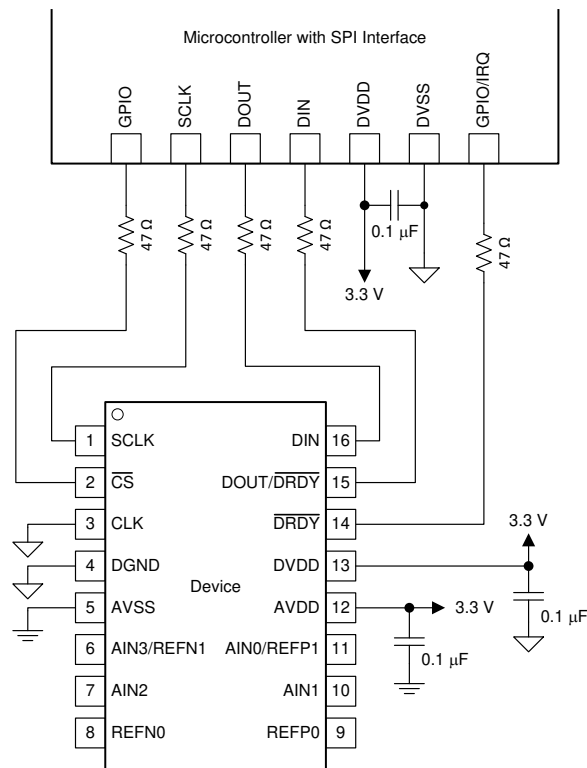 Microcontroller with SPI Interface
GPIO
SCLK
DOUT
DIN
DVDD
DVSS
GPIO/IRQ
47 Ω
47 Ω
47 Ω
47 Ω
0.1 μF
47 Ω
3.3 V
1 SCLK
DIN 16
2 CS
DOUT/DRDY 15
3 CLK
DRDY 14
3.3 V
4 DGND
DVDD 13
Device
5 AVSS
AVDD 12
3.3 V
0.1 μF
6 AIN3/REFN1
AIN0/REFP1 11
0.1 μF
7 AIN2
AIN1 10
8 REFN0
REFP0 9